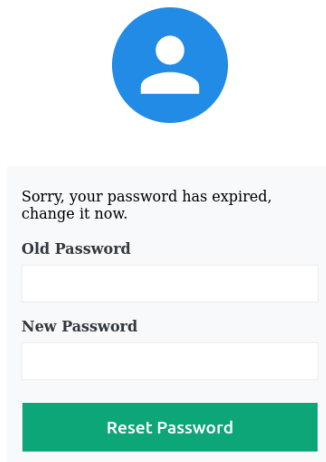 Sorry, your password has expired,
change it now.
Old Password
New Password
Reset Password